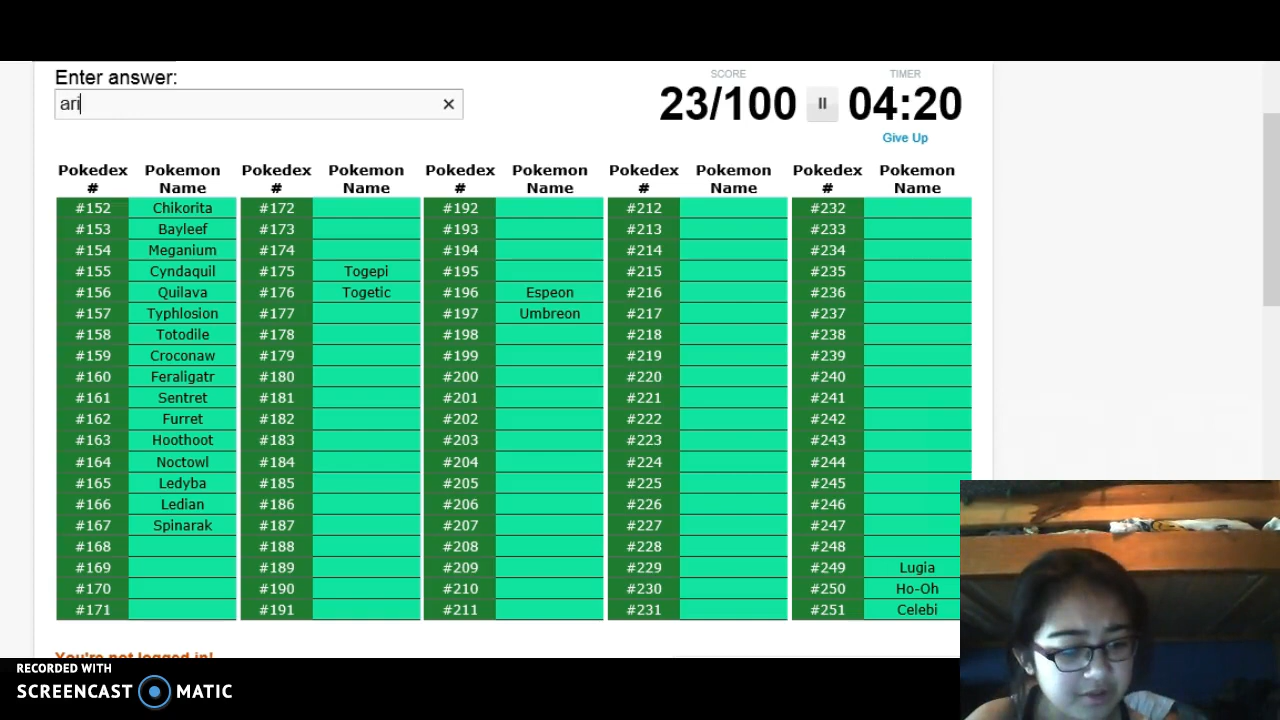 Enter answer:
ari
SCORE
23/100
TIMER
04:20
Give Up
Pokedex # Pokemon Name Pokedex # Pokemon Name Pokedex # Pokemon Name Pokedex # Pokemon Name Pokedex # Pokemon Name
#152 Chikorita #172 #192 #212 #232
#153 Bayleef #173 #193 #213 #233
#154 Meganium #174 #194 #214 #234
#155 Cyndaquil #175 Togepi #195 #215 #235
#156 Quilava #176 Togetic #196 Espeon #216 #236
#157 Typhlosion #177 #197 Umbreon #217 #237
#158 Totodile #178 #198 #218 #238
#159 Croconaw #179 #199 #219 #239
#160 Feraligatr #180 #200 #220 #240
#161 Sentret #181 #201 #221 #241
#162 Furret #182 #202 #222 #242
#163 Hoothoot #183 #203 #223 #243
#164 Noctowl #184 #204 #224 #244
#165 Ledyba #185 #205 #225 #245
#166 Ledian #186 #206 #226 #246
#167 Spinarak #187 #207 #227 #247
#168 #188 #208 #228 #248
#169 #189 #209 #229 #249 Lugia
#170 #190 #210 #230 #250 Ho-Oh
#171 #191 #211 #231 #251 Celebi
You're not logged in!
RECORDED WITH
SCREENCAST MATIC